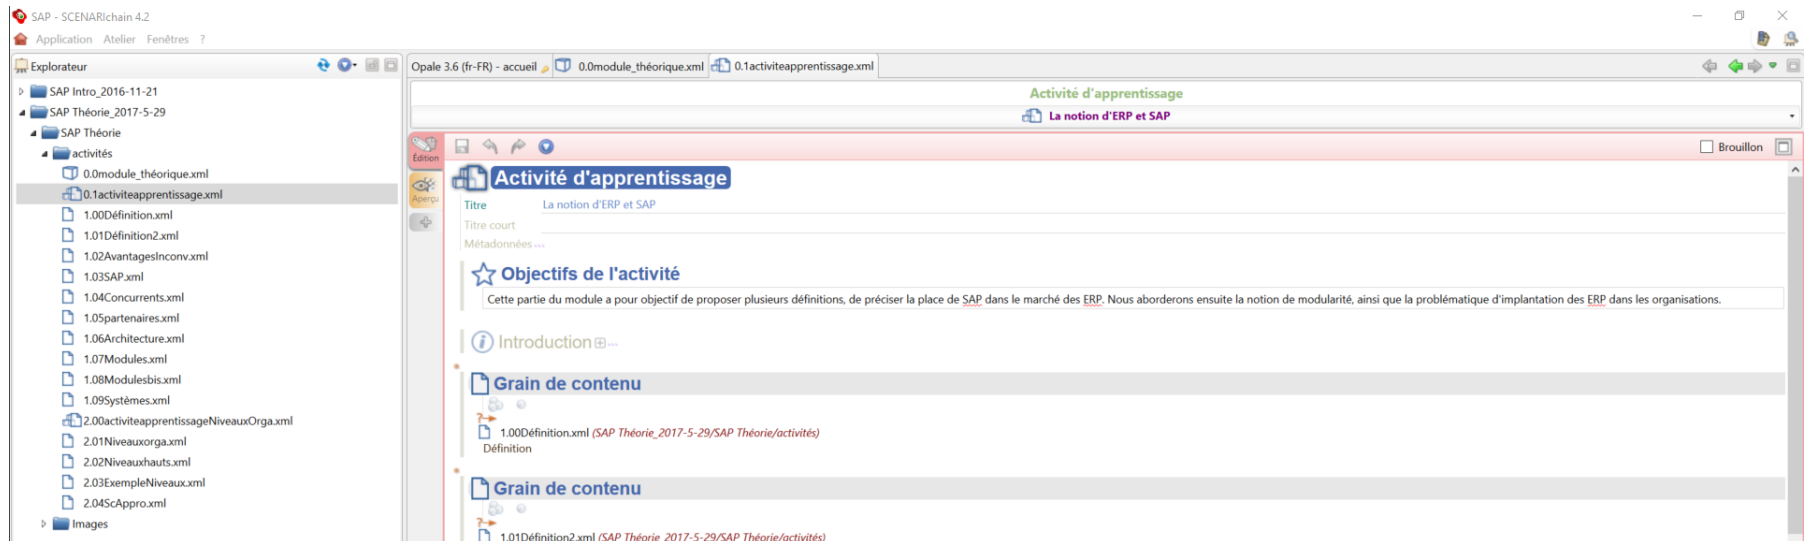 SAP - SCENARIchain 4.2
Application Atelier Fenêtres ?
Explorateur
SAP Intro_2016-11-21
SAP Théorie_2017-5-29
SAP Théorie
activités
0.0module_théorique.xml
0.1activiteapprentissage.xml
1.00Définition.xml
1.01Définition2.xml
1.02AvantagesInconv.xml
1.03SAP.xml
1.04Concurrents.xml
1.05partenaires.xml
1.06Architecture.xml
1.07Modules.xml
1.08Modulesbis.xml
1.09Systèmes.xml
2.00activiteapprentissageNiveauxOrga.xml
2.01Niveauxorga.xml
2.02Niveauxhauts.xml
2.03ExempleNiveaux.xml
2.04ScAppro.xml
Images
Opale 3.6 (fr-FR) - accueil 0.0module_théorique.xml 0.1activiteapprentissage.xml
Activité d'apprentissage
La notion d'ERP et SAP
Édition
Aperçu
Brouillon
Activité d'apprentissage
Titre La notion d'ERP et SAP
Titre court
Métadonnées
Objectifs de l'activité
Cette partie du module a pour objectif de proposer plusieurs définitions, de préciser la place de SAP dans le marché des ERP. Nous aborderons ensuite la notion de modularité, ainsi que la problématique d'implantation des ERP dans les organisations.
Introduction
Grain de contenu
1.00Définition.xml (SAP Théorie_2017-5-29/SAP Théorie/activités)
Définition
Grain de contenu
1.01Définition2.xml (SAP Théorie_2017-5-29/SAP Théorie/activités)